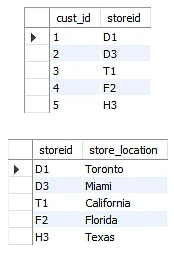 cust_id storeid
1 D1
2 D3
3 T1
4 F2
5 H3
storeid store_location
D1 Toronto
D3 Miami
T1 California
F2 Florida
H3 Texas